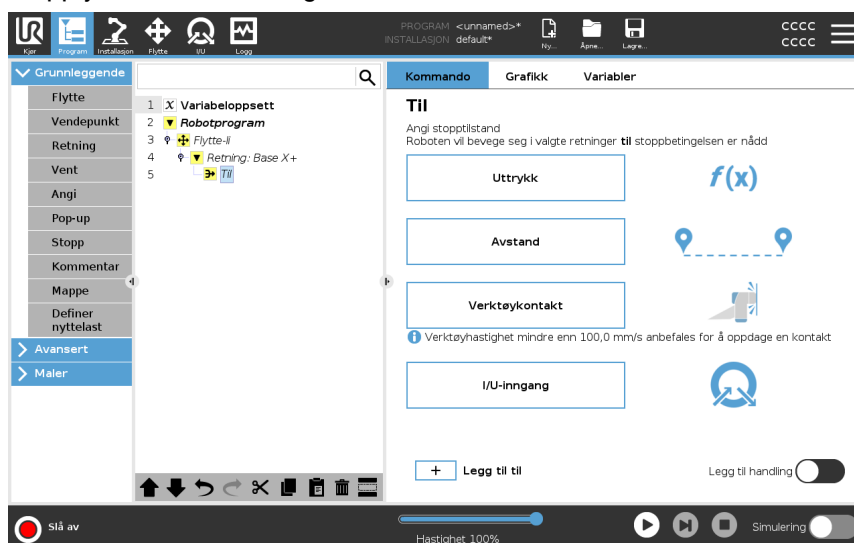 PROGRAM <unnamed>*
INSTALLASJON default*
Kjør
Program
Installasjon
Flytte
I/U
Logg
Ny...
Åpne...
Lagre...
cccc
cccc
Grunnleggende
Flytte
Vendepunkt
Retning
Vent
Angi
Pop-up
Stopp
Kommentar
Mappe
Definer
nyttelast
Avansert
Maler
1 X Variabeloppsett
2 Robotprogram
3 Flytte-li
4 Retning: Base X+
5 Til
Kommando
Grafikk
Variabler
Til
Angi stopptilstand
Roboten vil bevege seg i valgte retninger til stoppbetingelsen er nådd
Uttrykk
f(x)
Avstand
Verktøykontakt
Verktøyhastighet mindre enn 100,0 mm/s anbefales for å oppdage en kontakt
I/U-inngang
+ Legg til til
Legg til handling
Slå av
Hastighet 100%
Simulering